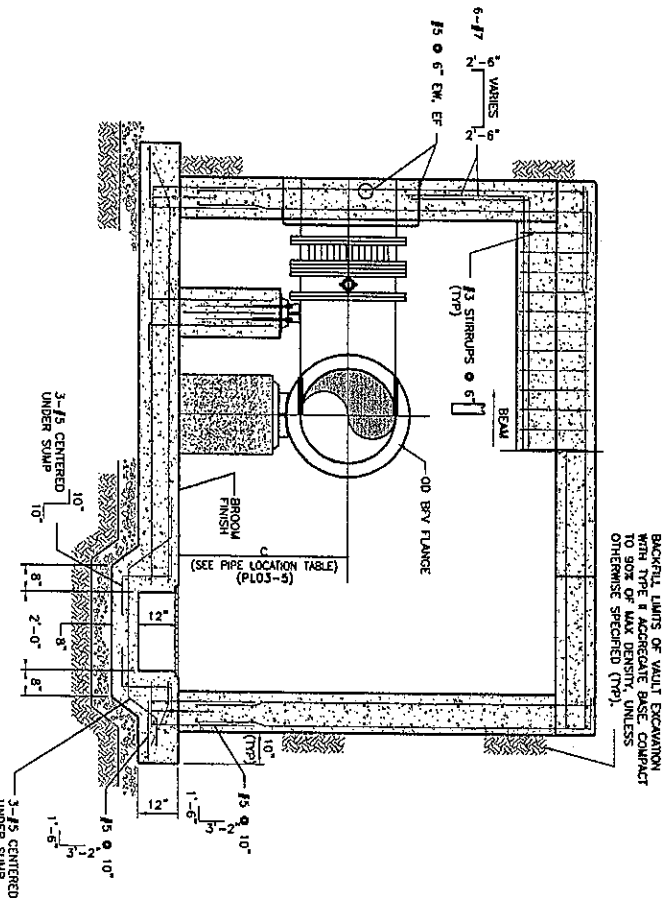 BACKFILL LIMITS OF VAULT EXCAVATION
WITH TYPE II AGGREGATE BASE. COMPACT
TO 90% OF MAX DENSITY, UNLESS
OTHERWISE SPECIFIED (TYP).
6-#7
2'-6"
VARIES
2'-6"
#5 @ 6" EW, EF
#3 STIRRUPS @ 6"
(TYP)
BEAM
OD BFV FLANGE
BROOM
FINISH
C
(SEE PIPE LOCATION TABLE)
(PL03-5)
3-#5 CENTERED
UNDER SUMP
10"
10"
8"
2'-0"
8"
8"
12"
10"
(TYP)
12"
#5 @ 10"
1'-6"
3'-2"
#5 @ 10"
1'-6"
3'-2"
3-#5 CENTERED
UNDER SUMP